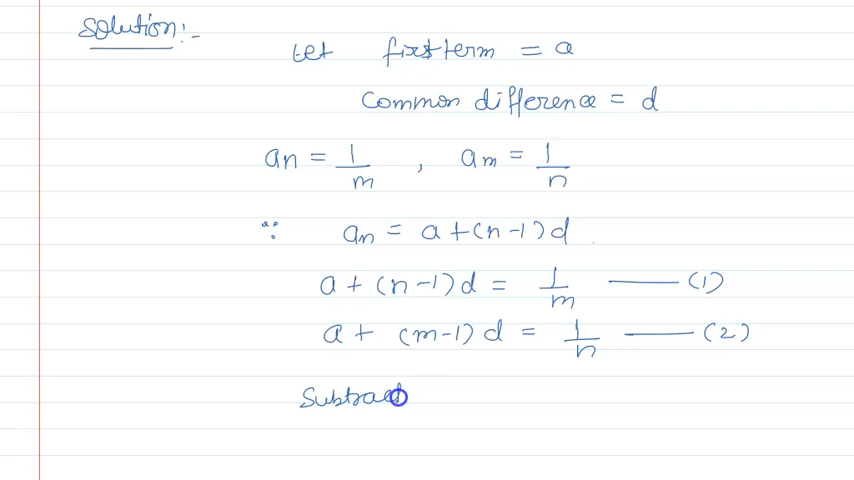 Solution:-
Let first term = a
Common difference = d
an = 1/m , am = 1/n
∵ an = a + (n-1)d
a + (n-1)d = 1/m —— (1)
a + (m-1)d = 1/n —— (2)
Subtract